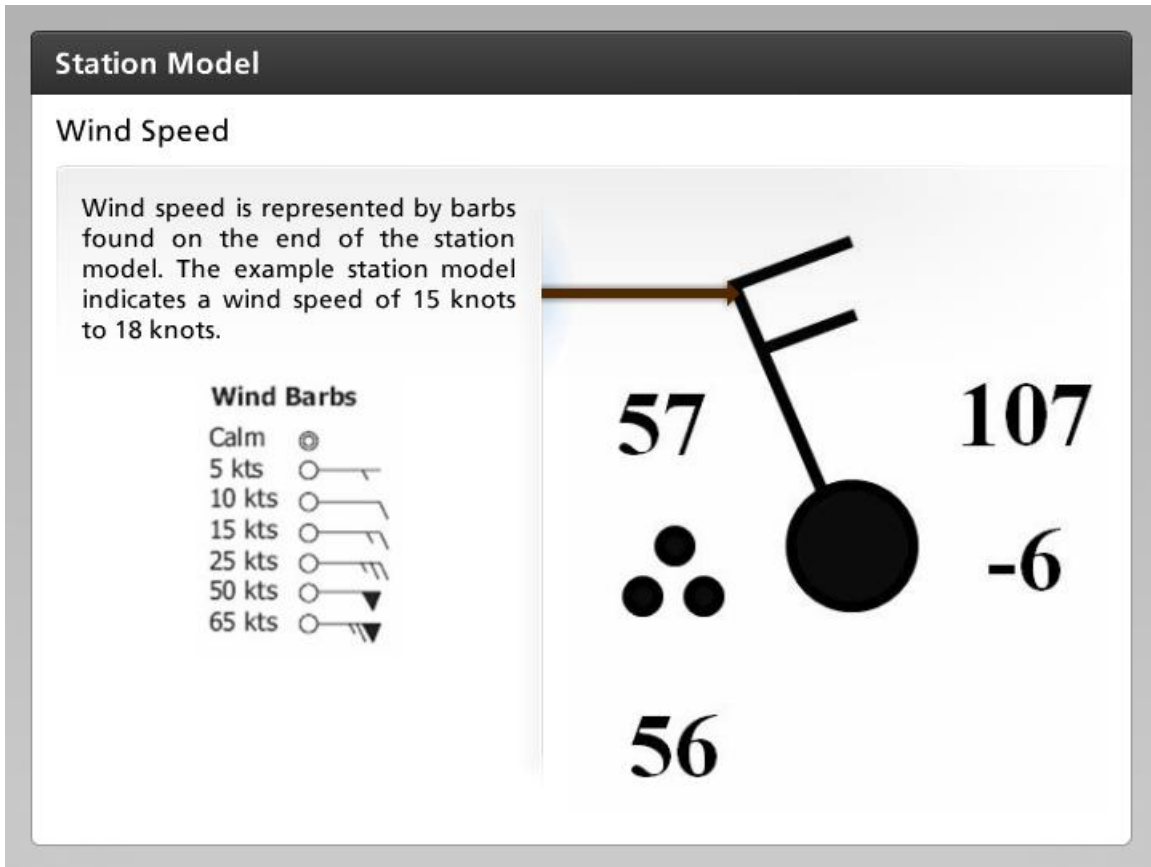 Station Model
Wind Speed
Wind speed is represented by barbs
found on the end of the station
model. The example station model
indicates a wind speed of 15 knots
to 18 knots.
Wind Barbs
Calm
5 kts
10 kts
15 kts
25 kts
50 kts
65 kts
57
107
-6
56